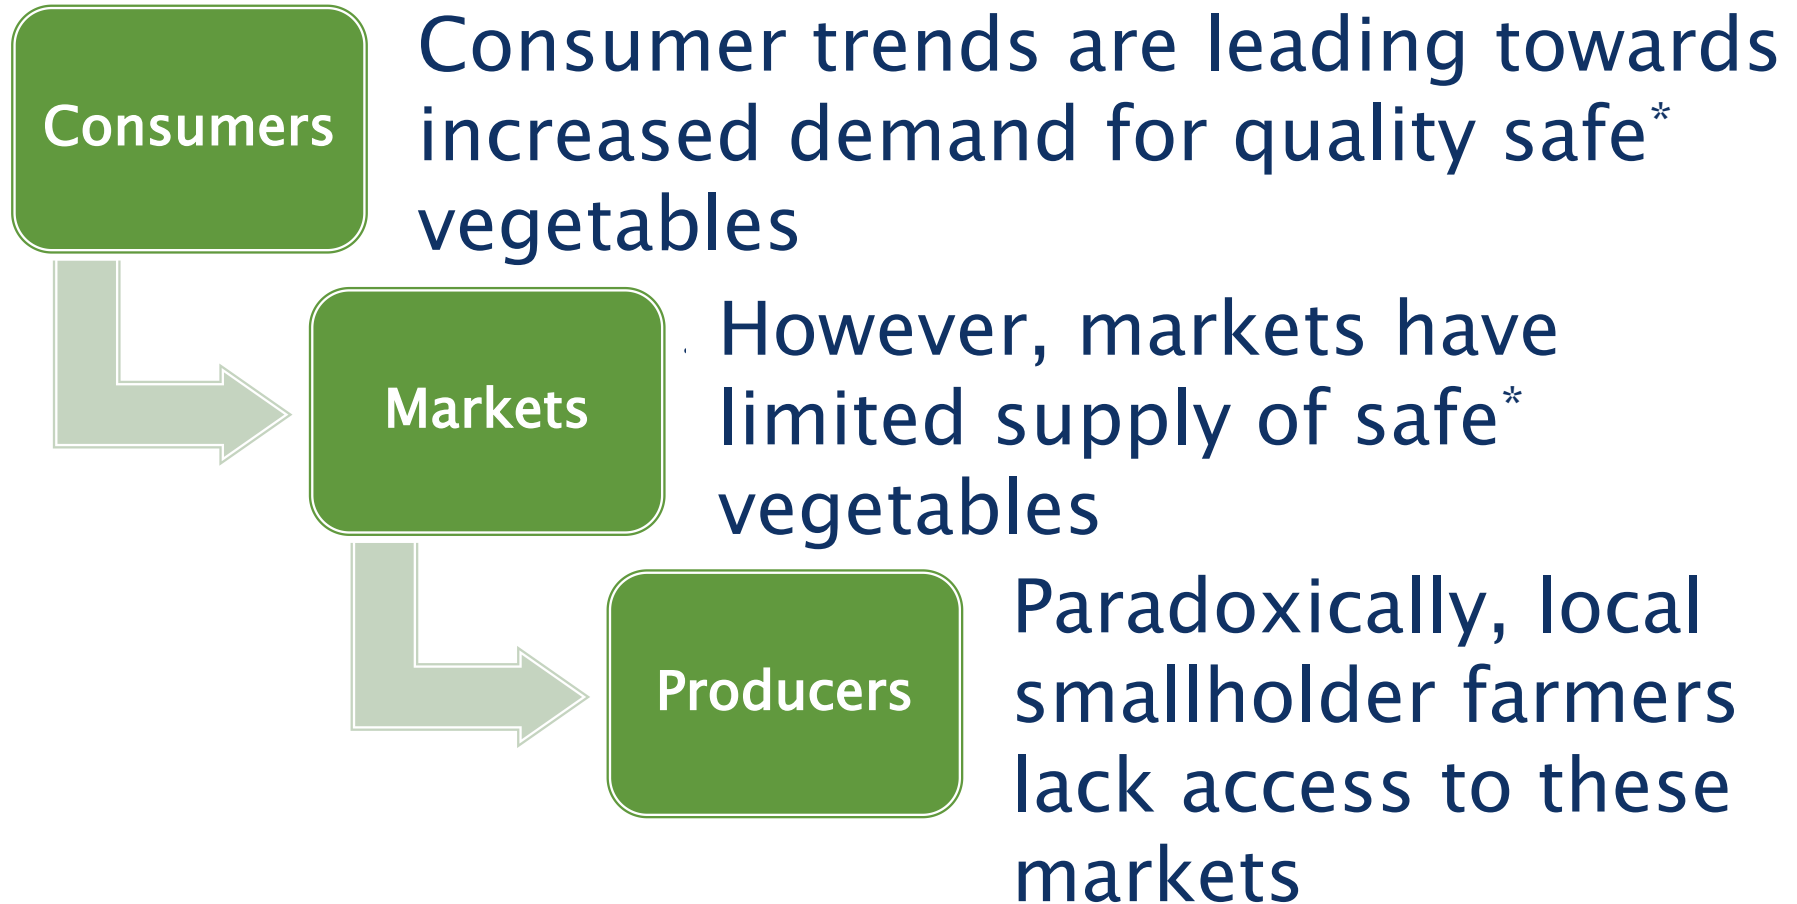 Consumers
Consumer trends are leading towards
increased demand for quality safe*
vegetables
Markets
. However, markets have
limited supply of safe*
vegetables
Producers
Paradoxically, local
smallholder farmers
lack access to these
markets